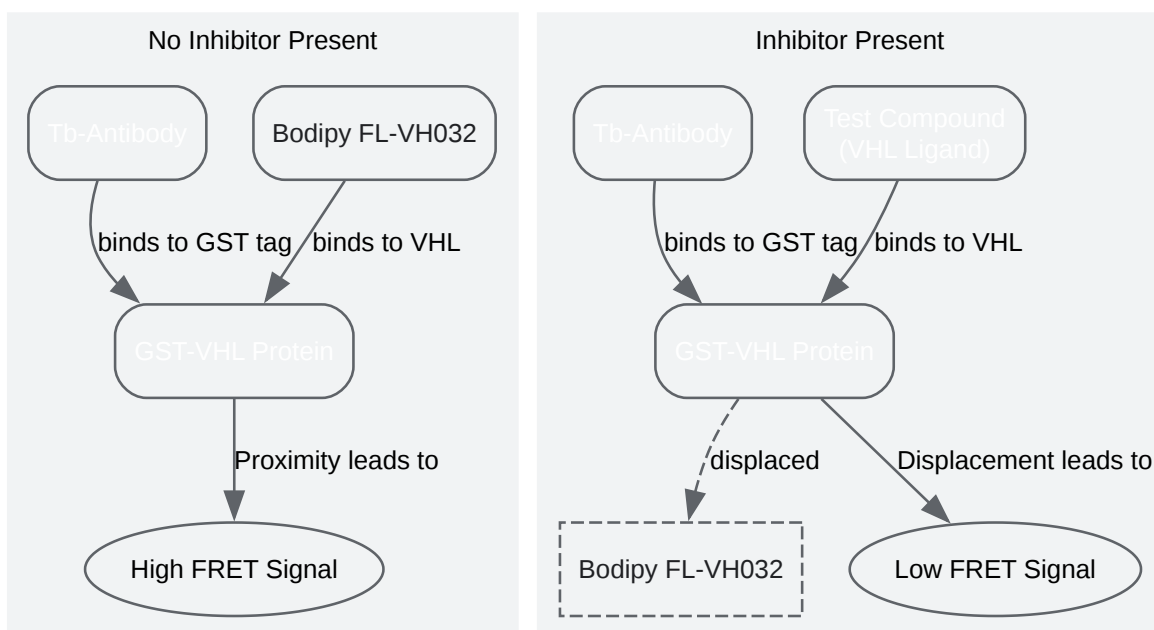 No Inhibitor Present
Tb-Antibody
Bodipy FL-VH032
binds to GST tag
binds to VHL
GST-VHL Protein
Proximity leads to
High FRET Signal
Inhibitor Present
Tb-Antibody
Test Compound
(VHL Ligand)
binds to GST tag
binds to VHL
GST-VHL Protein
displaced
Displacement leads to
Bodipy FL-VH032
Low FRET Signal